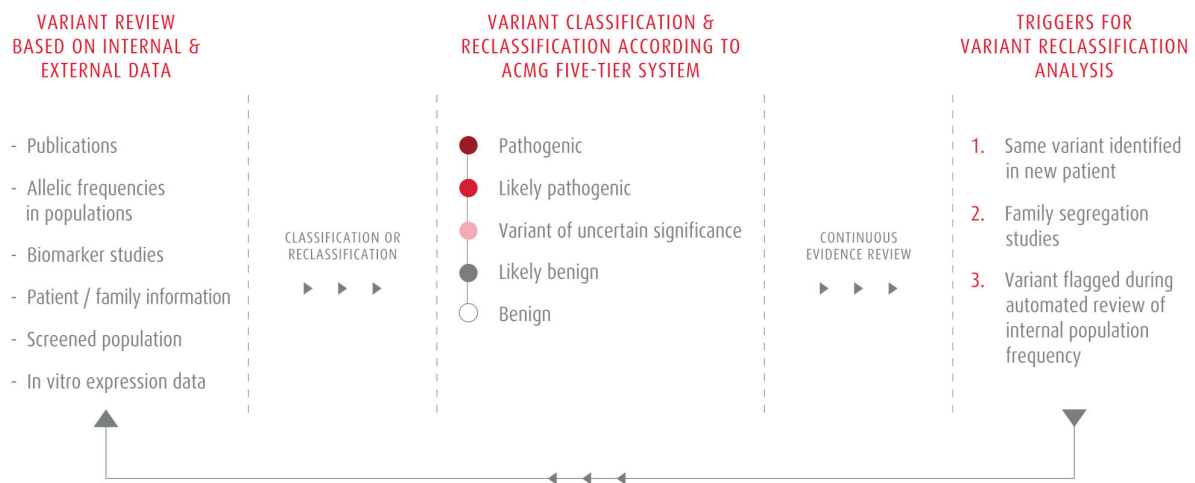 VARIANT REVIEW
BASED ON INTERNAL &
EXTERNAL DATA
- Publications
- Allelic frequencies
in populations
- Biomarker studies
- Patient / family information
- Screened population
- In vitro expression data
CLASSIFICATION OR
RECLASSIFICATION
VARIANT CLASSIFICATION &
RECLASSIFICATION ACCORDING TO
ACMG FIVE-TIER SYSTEM
Pathogenic
Likely pathogenic
Variant of uncertain significance
Likely benign
Benign
CONTINUOUS
EVIDENCE REVIEW
TRIGGERS FOR
VARIANT RECLASSIFICATION
ANALYSIS
1. Same variant identified
in new patient
2. Family segregation
studies
3. Variant flagged during
automated review of
internal population
frequency